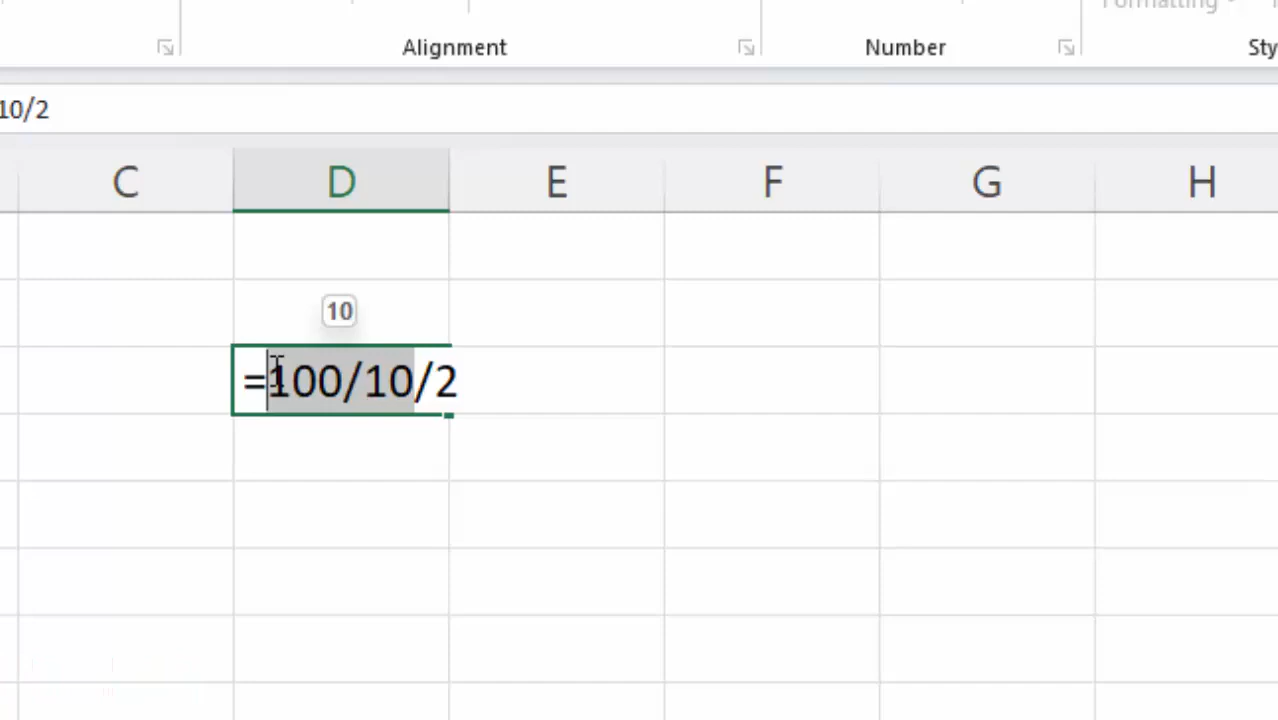 Formatting
Alignment
Number
Sty
10/2
C D E F G H
10
=100/10/2